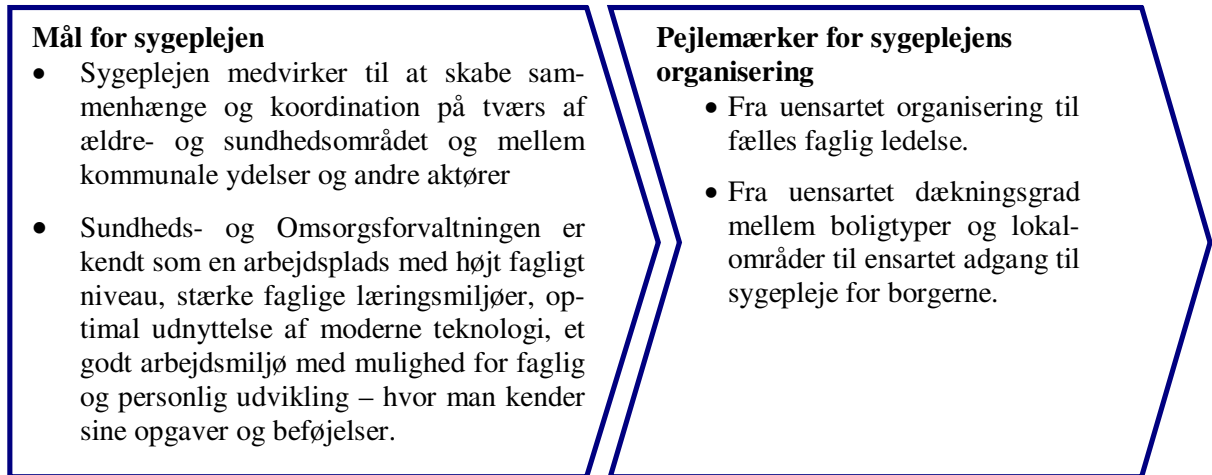 Mål for sygeplejen
• Sygeplejen medvirker til at skabe sam-
menhænge og koordination på tværs af
ældre- og sundhedsområdet og mellem
kommunale ydelser og andre aktører
• Sundheds- og Omsorgsforvaltningen er
kendt som en arbejdsplads med højt fagligt
niveau, stærke faglige læringsmiljøer, op-
timal udnyttelse af moderne teknologi, et
godt arbejdsmiljø med mulighed for faglig
og personlig udvikling – hvor man kender
sine opgaver og beføjelser.
Pejlemærker for sygeplejens
organisering
• Fra uensartet organisering til
fælles faglig ledelse.
• Fra uensartet dækningsgrad
mellem boligtyper og lokal-
områder til ensartet adgang til
sygepleje for borgerne.